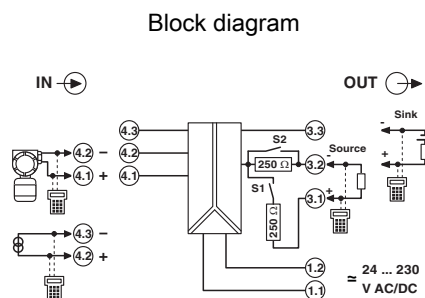 Block diagram
IN
OUT
4.2 –
4.1 +
4.3 –
4.2 +
4.3
4.2
4.1
S2
250 Ω
S1
250 Ω
3.3
3.2
3.1
1.2
1.1
Source
-
+
Sink
-
+
≃ 24 ... 230
V AC/DC